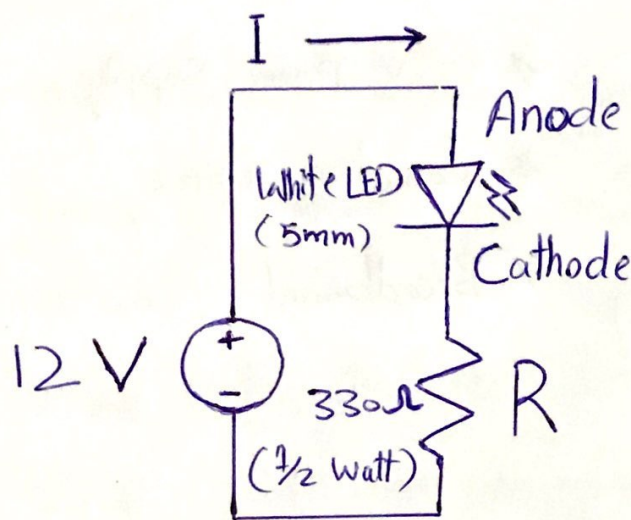 I
Anode
White LED
(5mm)
Cathode
12 V
+
-
330Ω
R
(1/2 Watt)